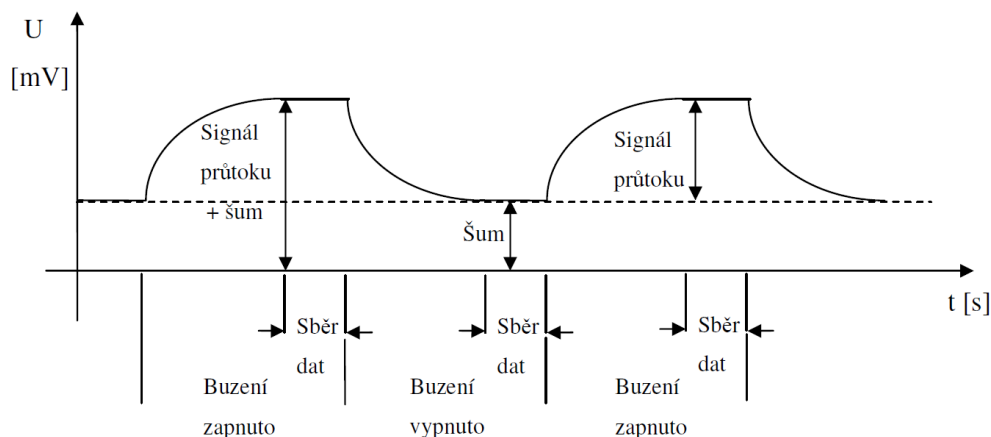 U
[mV]
Signál
průtoku
+ šum
Šum
Signál
průtoku
t [s]
Sběr
dat
Sběr
dat
Sběr
dat
Buzení
zapnuto
Buzení
vypnuto
Buzení
zapnuto